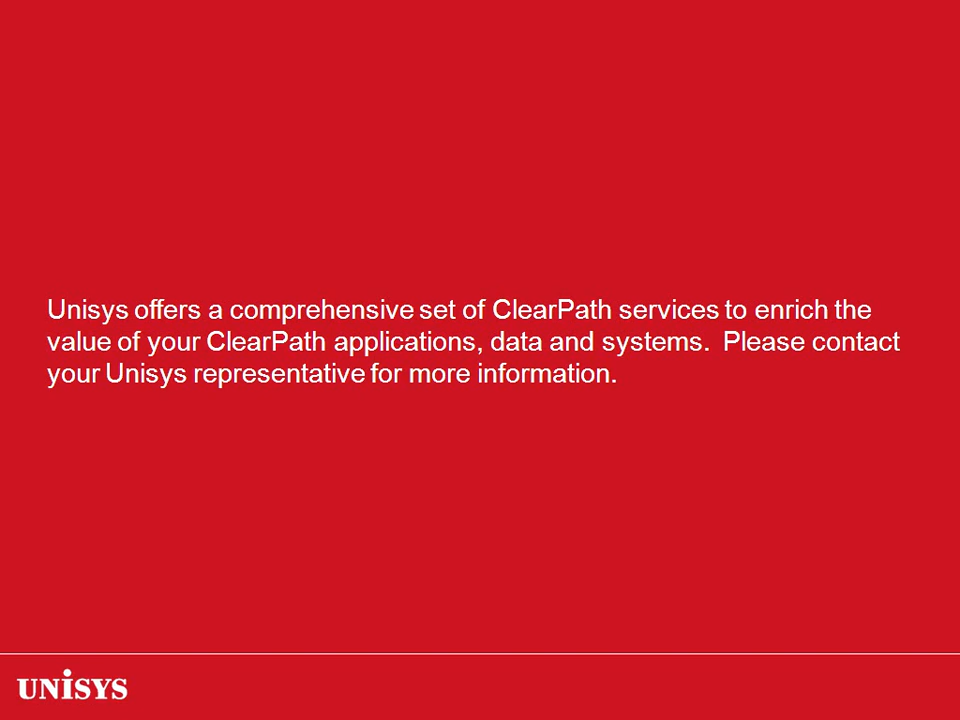 Unisys offers a comprehensive set of ClearPath services to enrich the
value of your ClearPath applications, data and systems.  Please contact
your Unisys representative for more information.
UNiSYS